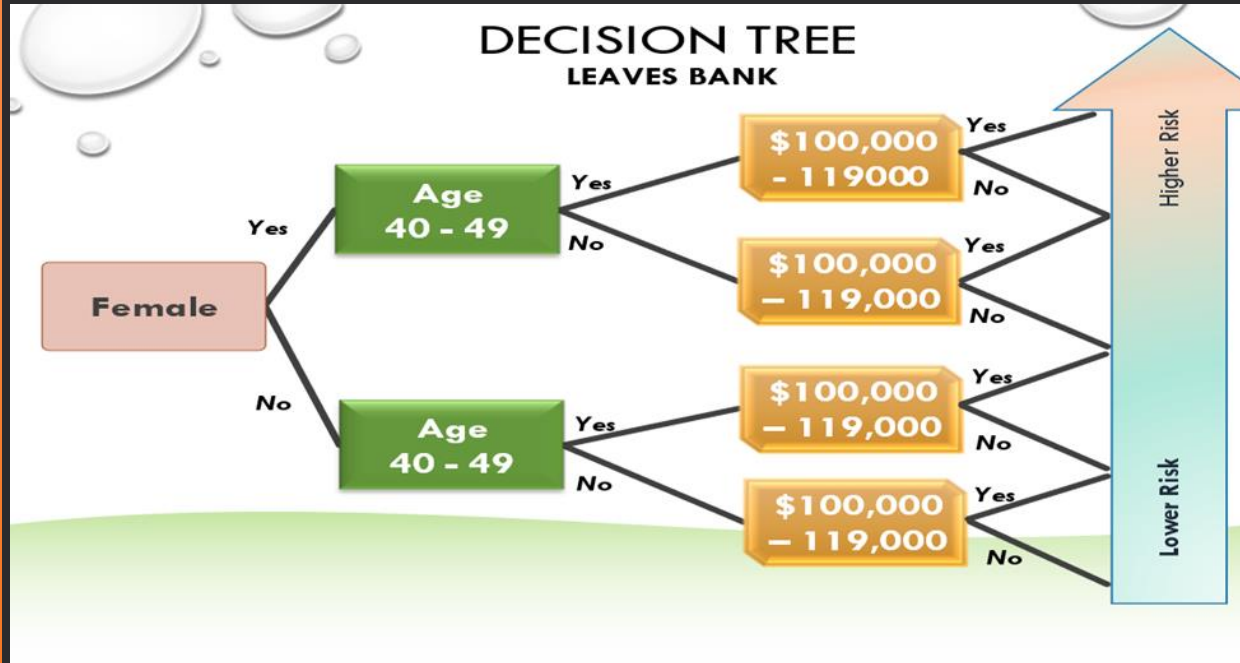 DECISION TREE
LEAVES BANK
Female
Yes
No
Age
40 - 49
Yes
No
Age
40 - 49
Yes
No
$100,000
- 119000
Yes
No
$100,000
– 119,000
Yes
No
$100,000
– 119,000
Yes
No
$100,000
– 119,000
Yes
No
Higher Risk
Lower Risk